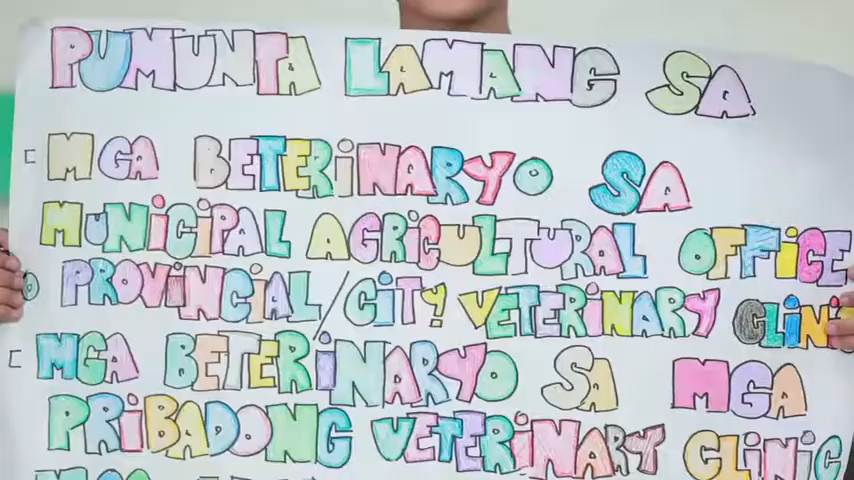 PUMUNTA LAMANG SA
MGA BETERINARYO SA
MUNICIPAL AGRICULTURAL OFFICE
PROVINCIAL/CITY VETERINARY CLINI
MGA BETERINARYO SA MGA
PRIBADONG VETERINARY CLINIC